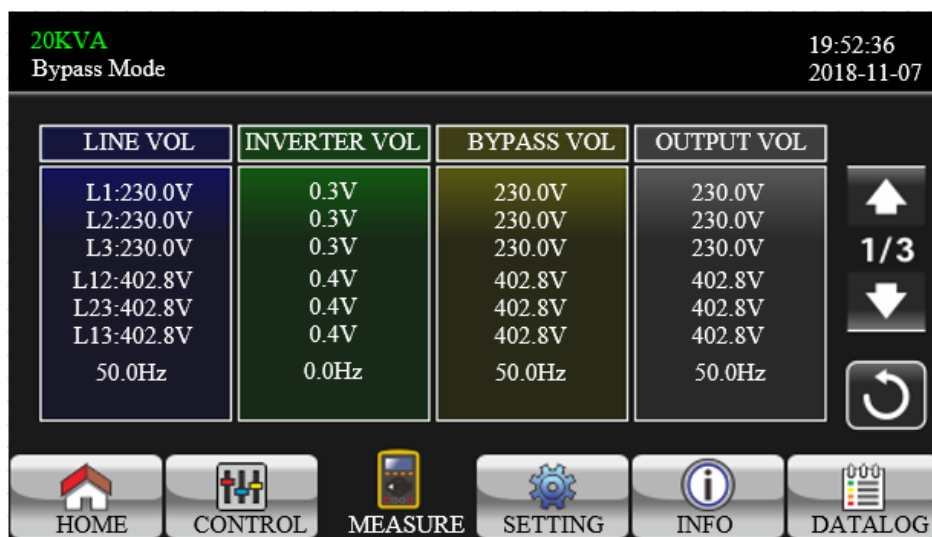 20KVA
Bypass Mode
19:52:36
2018-11-07
LINE VOL
L1:230.0V
L2:230.0V
L3:230.0V
L12:402.8V
L23:402.8V
L13:402.8V
50.0Hz
INVERTER VOL
0.3V
0.3V
0.3V
0.4V
0.4V
0.4V
0.0Hz
BYPASS VOL
230.0V
230.0V
230.0V
402.8V
402.8V
402.8V
50.0Hz
OUTPUT VOL
230.0V
230.0V
230.0V
402.8V
402.8V
402.8V
50.0Hz
1/3
HOME
CONTROL
MEASURE
SETTING
INFO
DATALOG